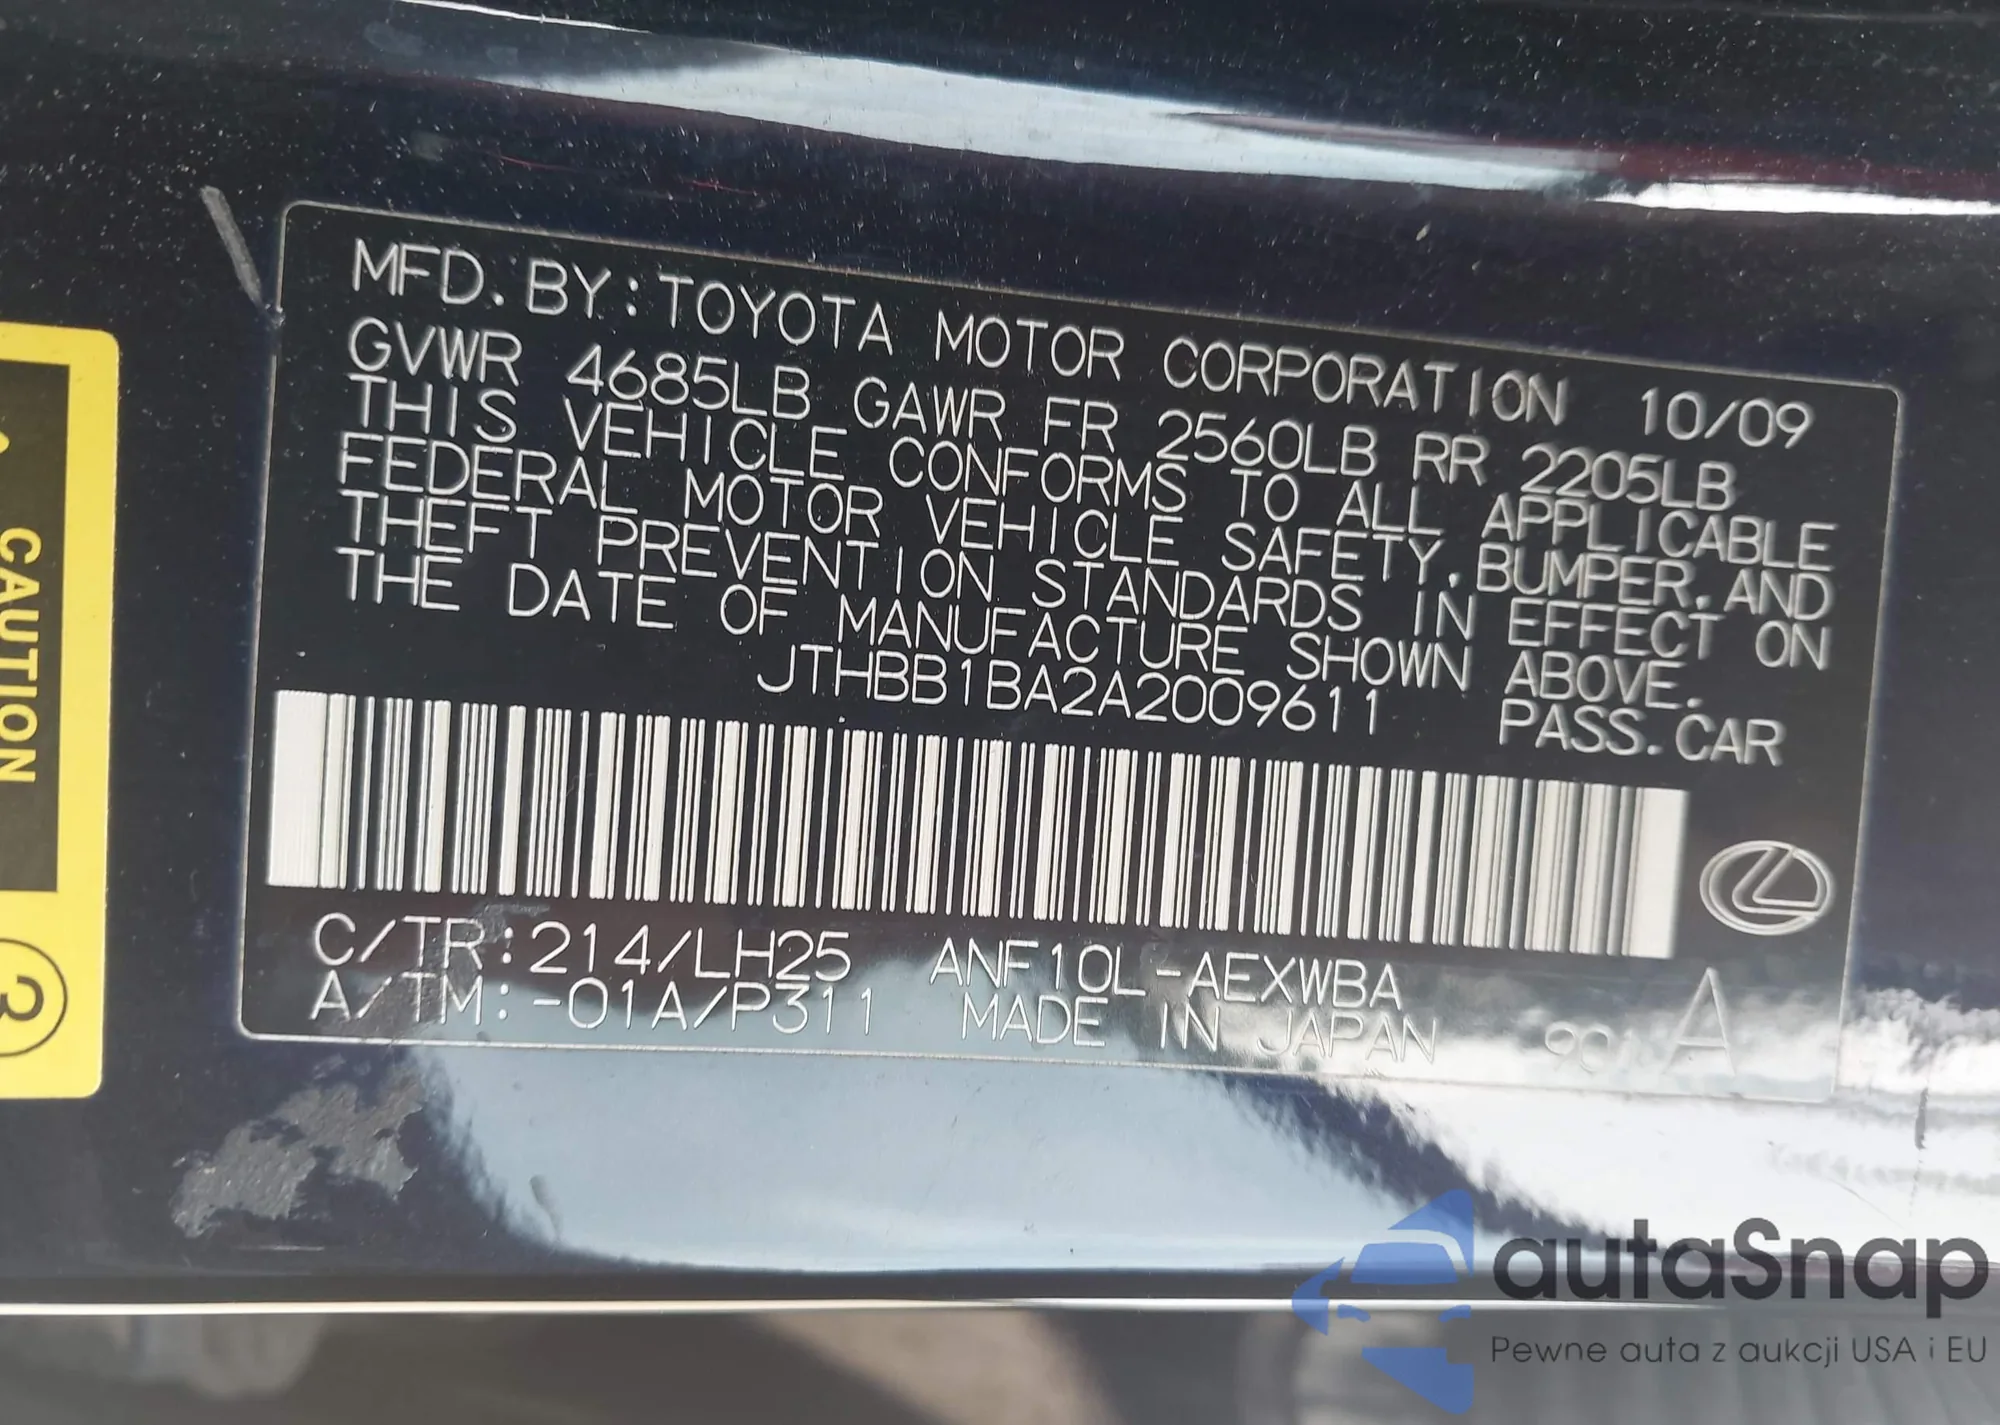 MFD. BY:TOYOTA MOTOR CORPORATION 10/09
GVWR 4685LB GAWR FR 2560LB RR 2205LB
THIS VEHICLE CONFORMS TO ALL APPLICABLE
FEDERAL MOTOR VEHICLE SAFETY,BUMPER,AND
THEFT PREVENTION STANDARDS IN EFFECT ON
THE DATE OF MANUFACTURE SHOWN ABOVE.
JTHBB1BA2A2009611 PASS.CAR
C/TR:214/LH25 ANF10L-AEXWBA
A/TM:-01A/P311 MADE IN JAPAN A
CAUTION
3
autaSnap
Pewne auta z aukcji USA i EU